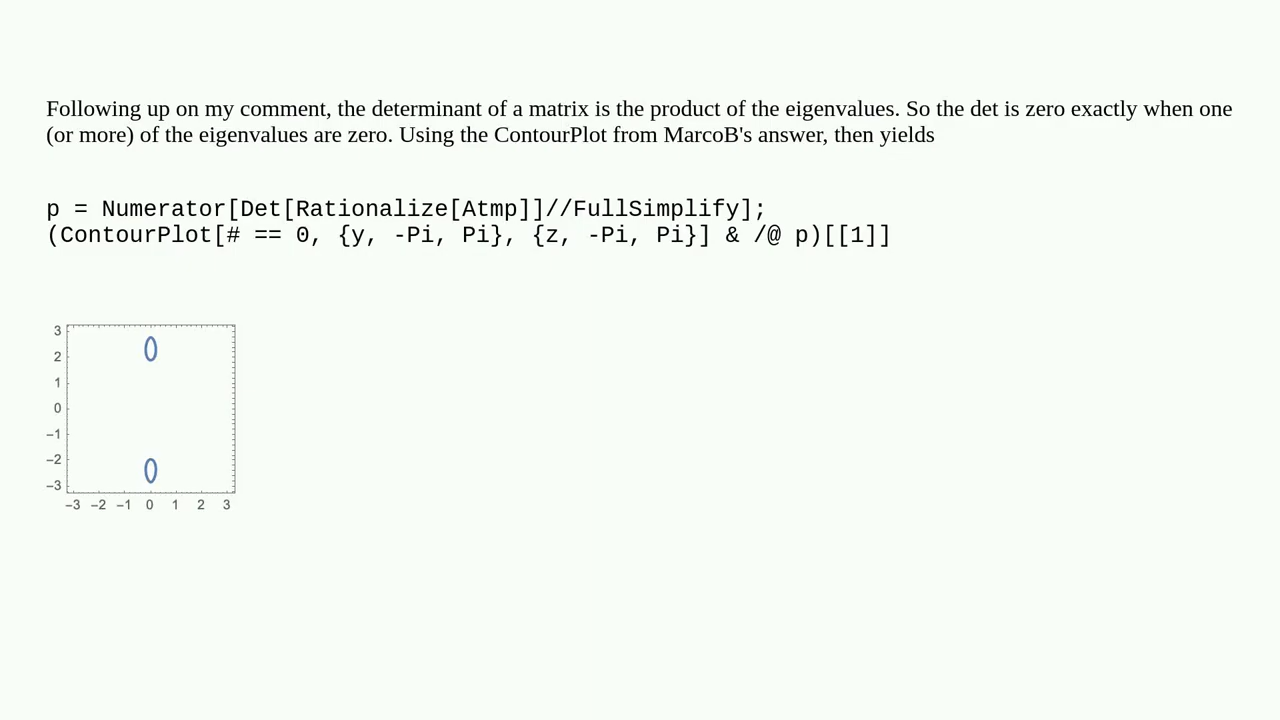 Following up on my comment, the determinant of a matrix is the product of the eigenvalues. So the det is zero exactly when one
(or more) of the eigenvalues are zero. Using the ContourPlot from MarcoB's answer, then yields
p = Numerator[Det[Rationalize[Atmp]]//FullSimplify];
(ContourPlot[# == 0, {y, -Pi, Pi}, {z, -Pi, Pi}] & /@ p)[[1]]
3
2
1
0
−1
−2
−3
−3 −2 −1 0 1 2 3